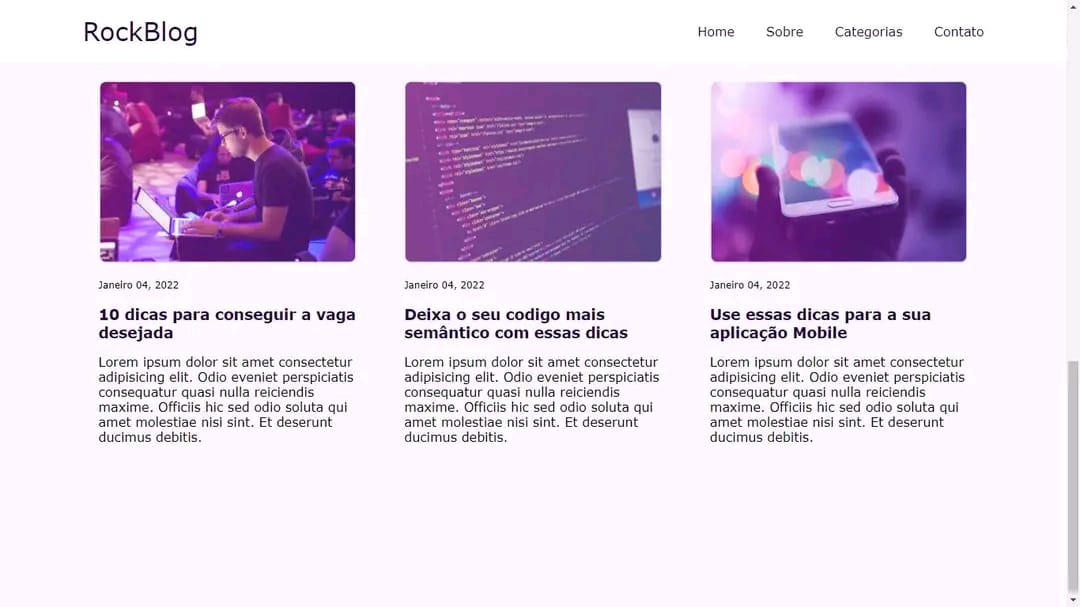 RockBlog
Home Sobre Categorias Contato
Janeiro 04, 2022
10 dicas para conseguir a vaga
desejada
Lorem ipsum dolor sit amet consectetur
adipisicing elit. Odio eveniet perspiciatis
consequatur quasi nulla reiciendis
maxime. Officiis hic sed odio soluta qui
amet molestiae nisi sint. Et deserunt
ducimus debitis.
Janeiro 04, 2022
Deixa o seu codigo mais
semântico com essas dicas
Lorem ipsum dolor sit amet consectetur
adipisicing elit. Odio eveniet perspiciatis
consequatur quasi nulla reiciendis
maxime. Officiis hic sed odio soluta qui
amet molestiae nisi sint. Et deserunt
ducimus debitis.
Janeiro 04, 2022
Use essas dicas para a sua
aplicação Mobile
Lorem ipsum dolor sit amet consectetur
adipisicing elit. Odio eveniet perspiciatis
consequatur quasi nulla reiciendis
maxime. Officiis hic sed odio soluta qui
amet molestiae nisi sint. Et deserunt
ducimus debitis.